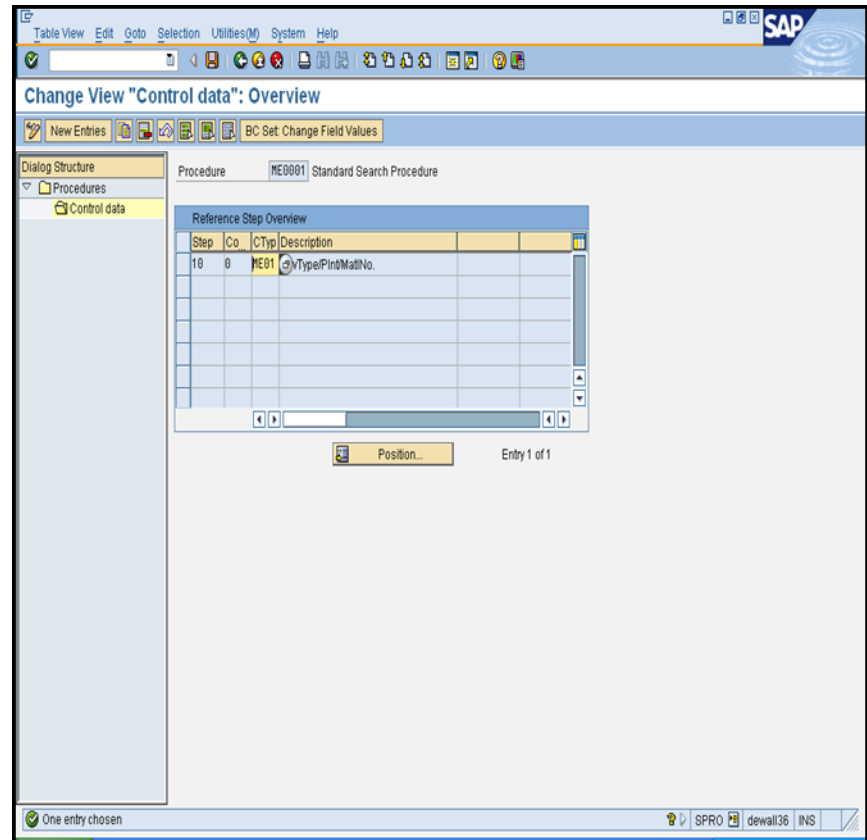 Table View Edit Goto Selection Utilities(M) System Help
SAP
Change View "Control data": Overview
New Entries BC Set: Change Field Values
Dialog Structure
Procedures
Control data
Procedure ME0001 Standard Search Procedure
Reference Step Overview
Step Co... CTyp Description
10 0 ME01 vType/Plnt/MatlNo.
Position... Entry 1 of 1
One entry chosen
SPRO dewall36 INS